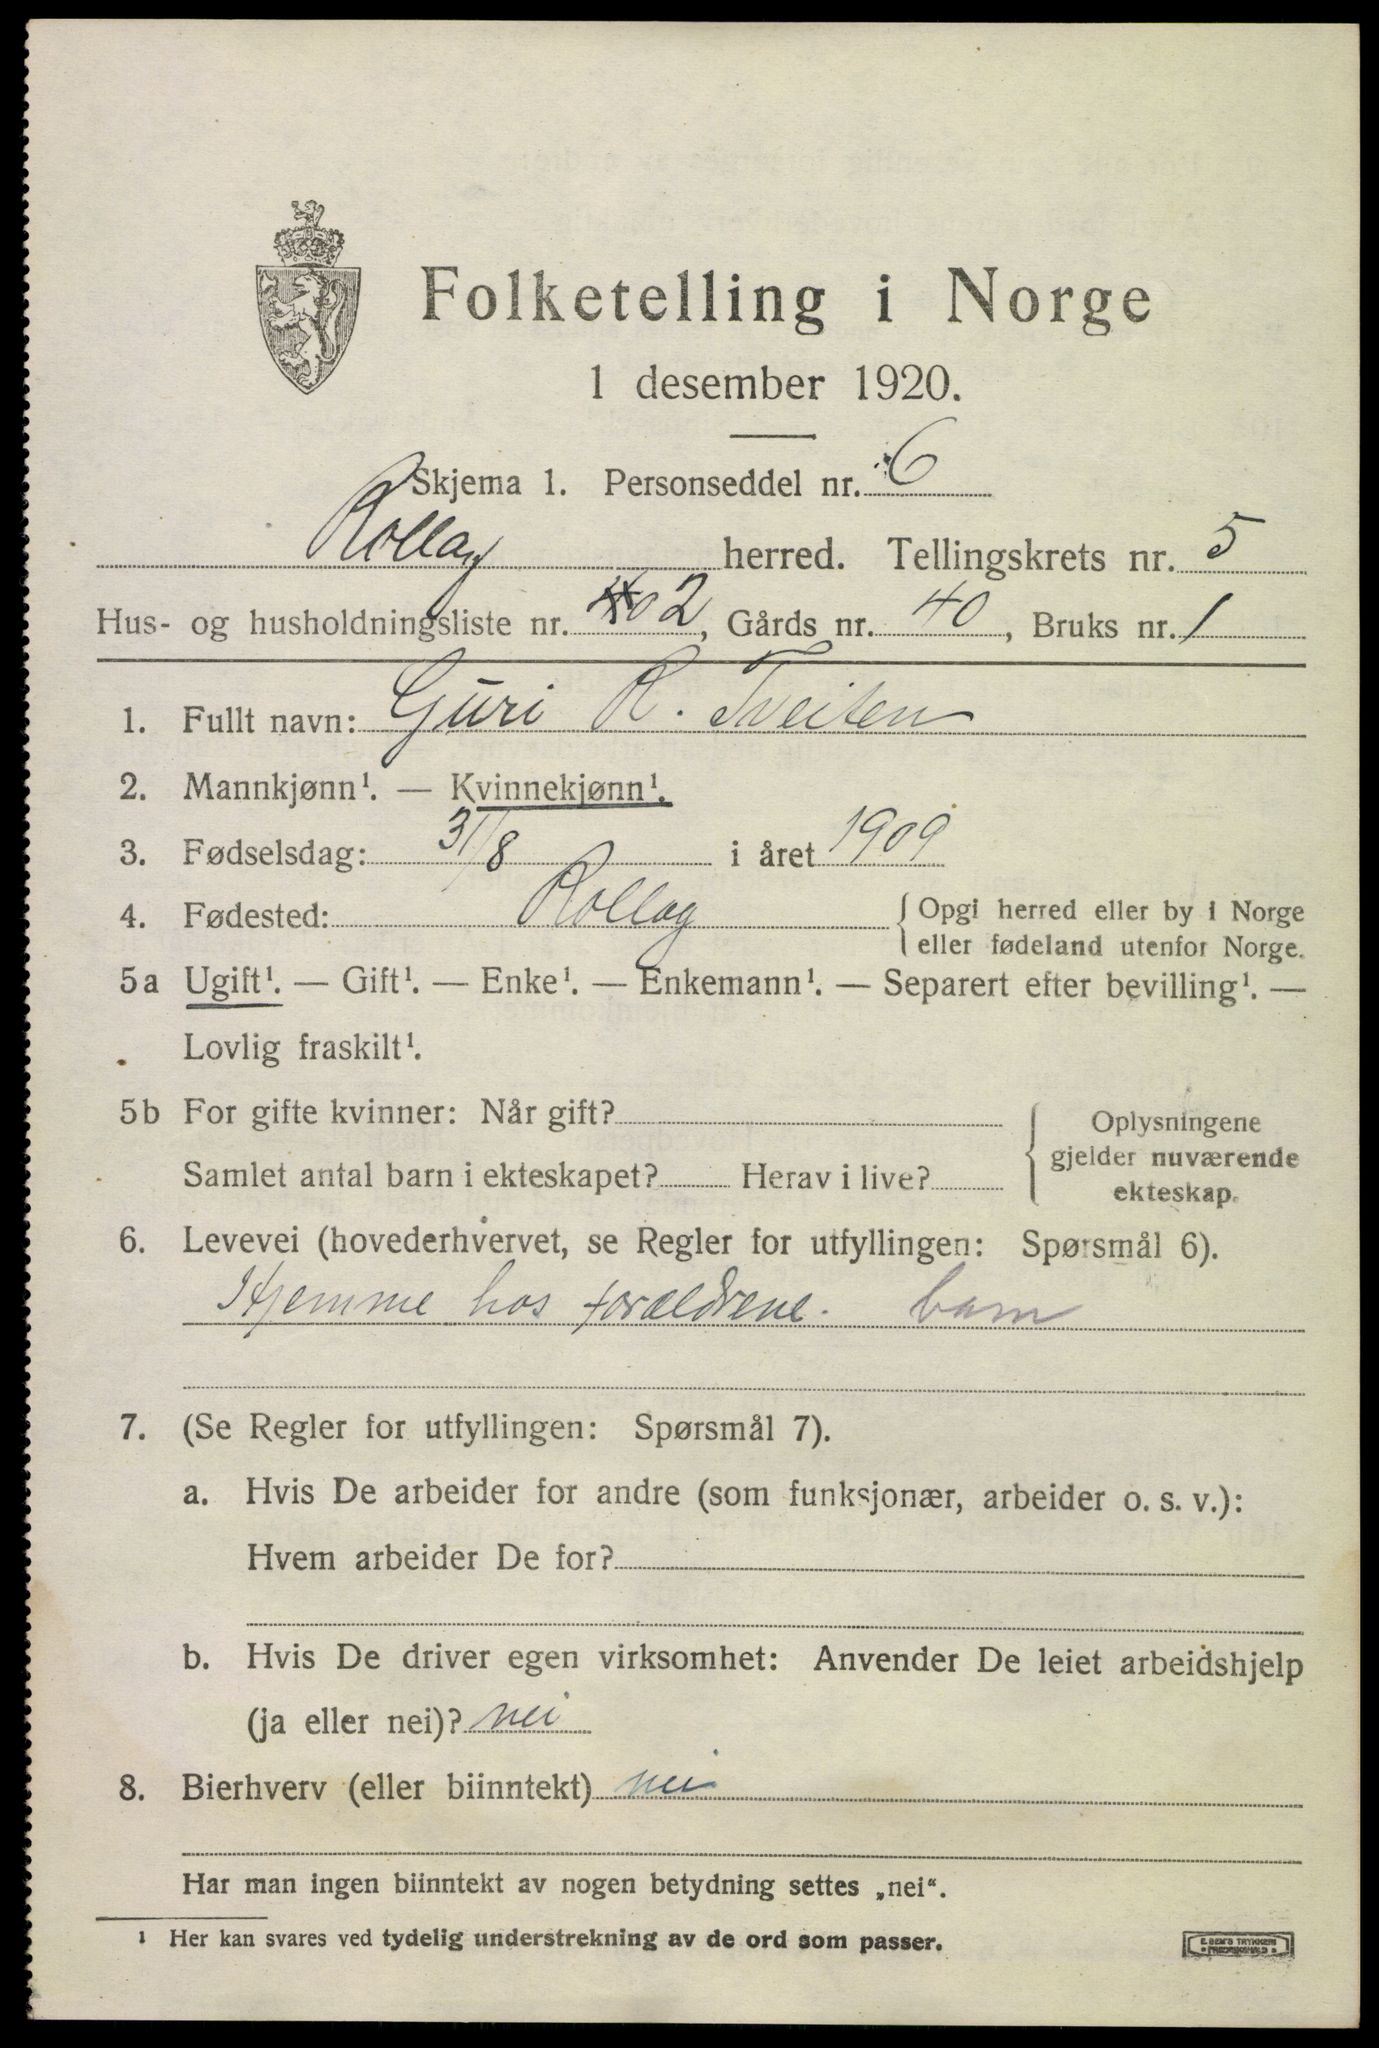 Folketelling i Norge
1 desember 1920.
Skjema 1. Personseddel nr. 6
Rollag herred. Tellingskrets nr. 5
Hus- og husholdningsliste nr. 2, Gårds nr. 40, Bruks nr. 1
1. Fullt navn: Guri R. Tveiten
2. Mannkjønn¹. — Kvinnekjønn¹.
3. Fødselsdag: 31/8 i året 1909
4. Fødested: Rollag { Opgi herred eller by i Norge
eller fødeland utenfor Norge.
5a Ugift¹. — Gift¹. — Enke¹. — Enkemann¹. — Separert efter bevilling¹. —
Lovlig fraskilt¹.
5b For gifte kvinner: Når gift?
Samlet antal barn i ekteskapet? Herav i live?
Oplysningene
gjelder nuværende
ekteskap.
6. Levevei (hovederhvervet, se Regler for utfyllingen: Spørsmål 6).
Hjemme hos forældrene. barn
7. (Se Regler for utfyllingen: Spørsmål 7).
a. Hvis De arbeider for andre (som funksjonær, arbeider o. s. v.):
Hvem arbeider De for?
b. Hvis De driver egen virksomhet: Anvender De leiet arbeidshjelp
(ja eller nei)? nei
8. Bierhverv (eller biinntekt) nei
Har man ingen biinntekt av nogen betydning settes „nei“.
¹ Her kan svares ved tydelig understrekning av de ord som passer.